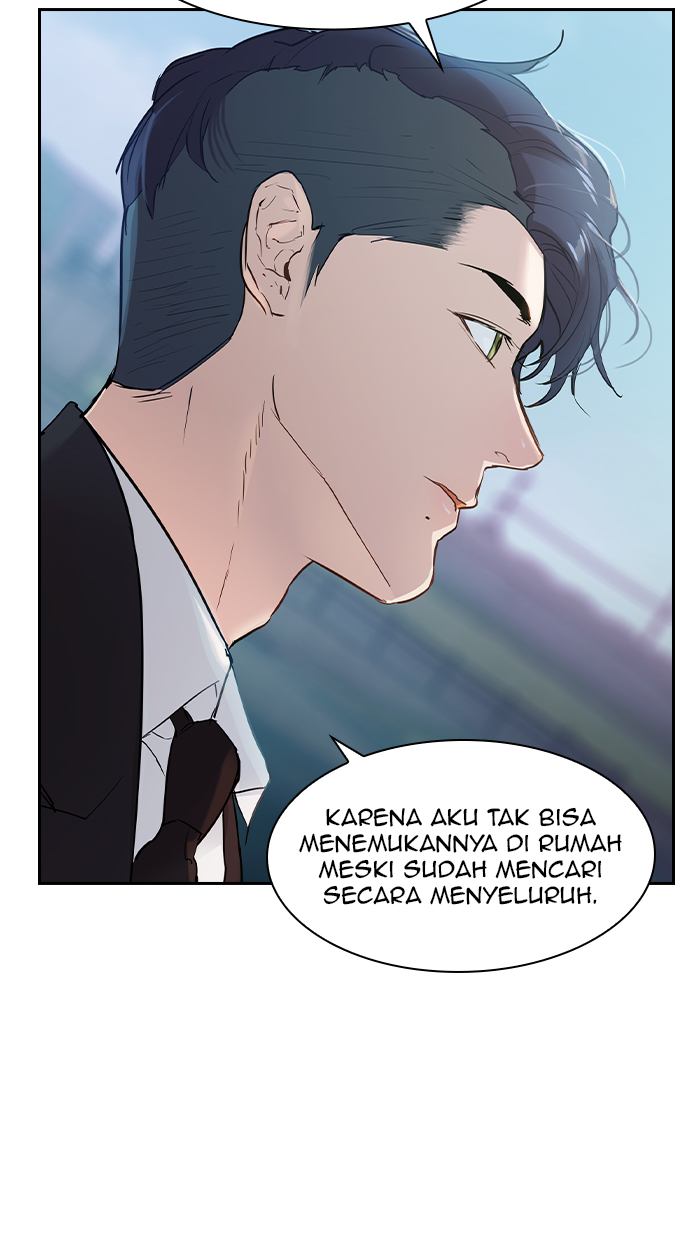 KARENA AKU TAK BISA
MENEMUKANNYA DI RUMAH
MESKI SUDAH MENCARI
SECARA MENYELURUH.